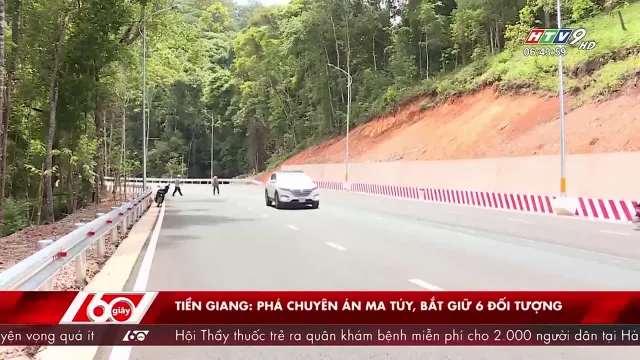 HTV9 HD
06:43:59
TIỀN GIANG: PHÁ CHUYÊN ÁN MA TÚY, BẮT GIỮ 6 ĐỐI TƯỢNG
60 giây
yện vọng quá ít 60 Hội Thầy thuốc trẻ ra quân khám bệnh miễn phí cho 2.000 người dân tại Hà